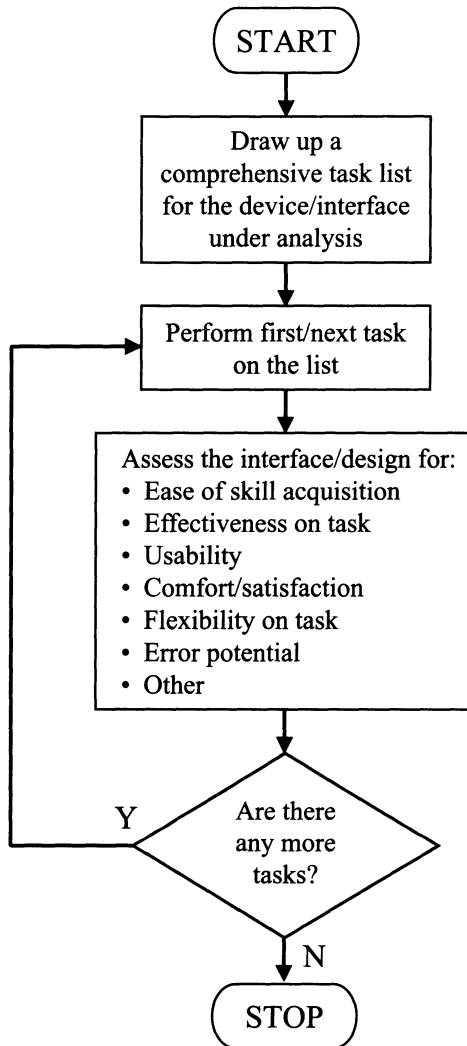 START
Draw up a
comprehensive task list
for the device/interface
under analysis
Perform first/next task
on the list
Assess the interface/design for:
• Ease of skill acquisition
• Effectiveness on task
• Usability
• Comfort/satisfaction
• Flexibility on task
• Error potential
• Other
Y
Are there
any more
tasks?
N
STOP